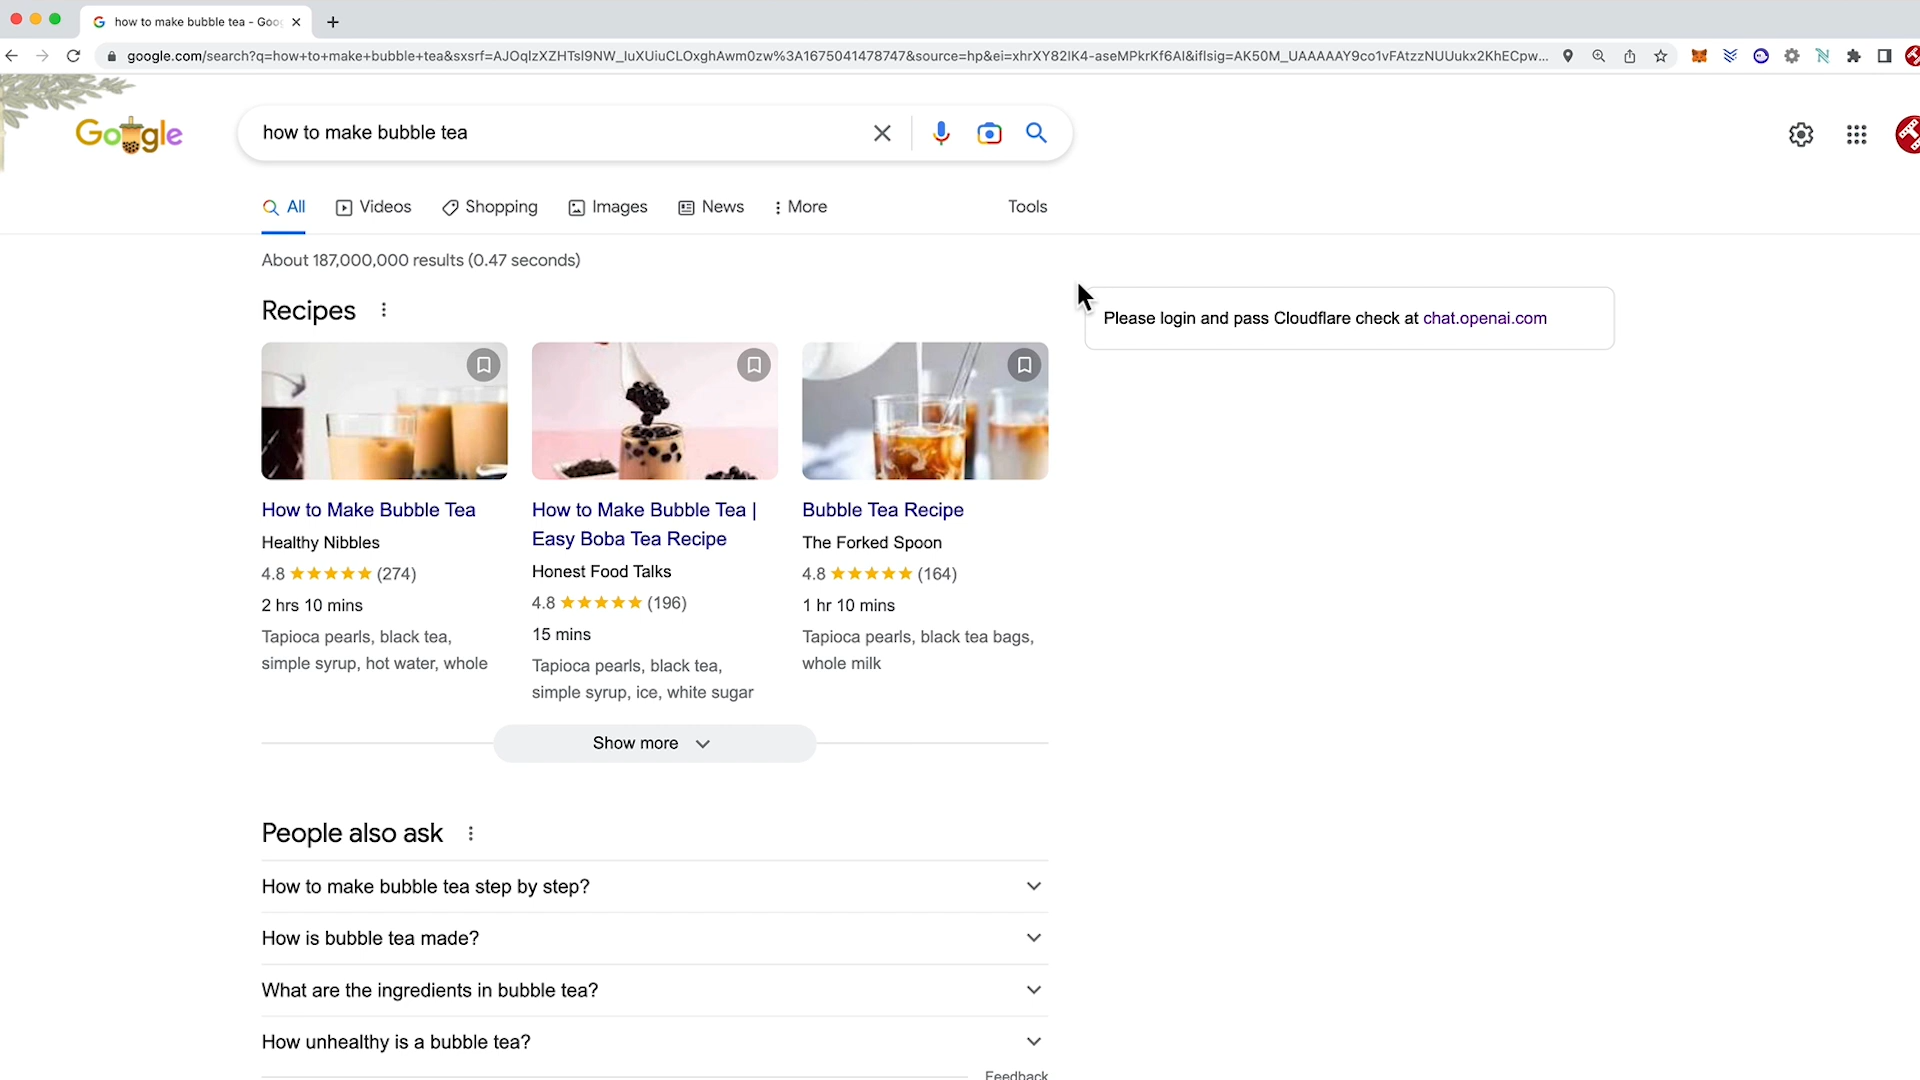 how to make bubble tea - Goo
google.com/search?q=how+to+make+bubble+tea&sxsrf=AJOqlzXZHTsl9NW_IuXUiuCLOxghAwm0zw%3A1675041478747&source=hp&ei=xhrXY82lK4-aseMPkrKf6AI&iflsig=AK50M_UAAAAAY9co1vFAtzzNUUukx2KhECpw...
Google
how to make bubble tea
All
Videos
Shopping
Images
News
More
Tools
About 187,000,000 results (0.47 seconds)
Recipes
Please login and pass Cloudflare check at chat.openai.com
How to Make Bubble Tea
Healthy Nibbles
4.8 (274)
2 hrs 10 mins
Tapioca pearls, black tea,
simple syrup, hot water, whole
How to Make Bubble Tea |
Easy Boba Tea Recipe
Honest Food Talks
4.8 (196)
15 mins
Tapioca pearls, black tea,
simple syrup, ice, white sugar
Bubble Tea Recipe
The Forked Spoon
4.8 (164)
1 hr 10 mins
Tapioca pearls, black tea bags,
whole milk
Show more
People also ask
How to make bubble tea step by step?
How is bubble tea made?
What are the ingredients in bubble tea?
How unhealthy is a bubble tea?
Feedback